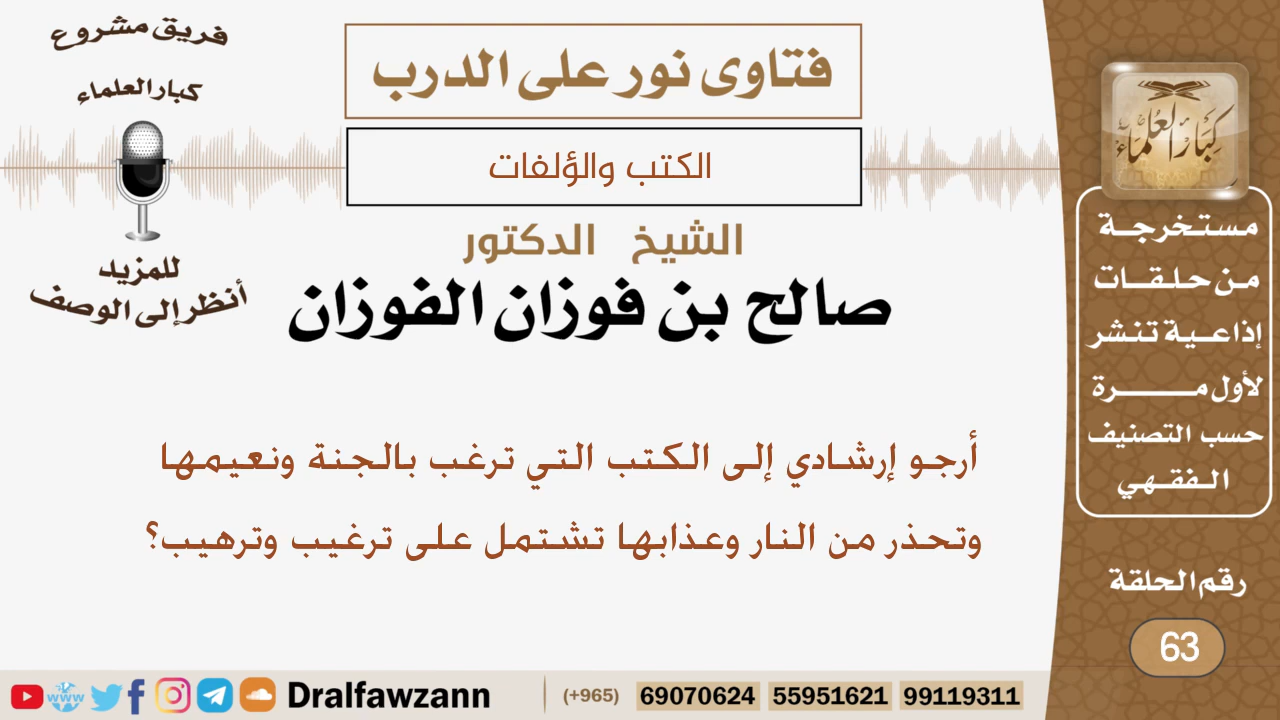 فتاوى نور على الدرب
الكتب والؤلفات
الشيخ الدكتور
صالح بن فوزان الفوزان
أرجو إرشادي إلى الكتب التي ترغب بالجنة ونعيمها
وتحذر من النار وعذابها تشتمل على ترغيب وترهيب؟
كبار العلماء
مستخرجة
من حلقات
إذاعية تنشر
لأول مرة
حسب التصنيف
الفقهي
رقم الحلقة
63
فريق مشروع
كبار العلماء
للمزيد
أنظر إلى الوصف
www
Dralfawzann
(+965) 69070624 55951621 99119311